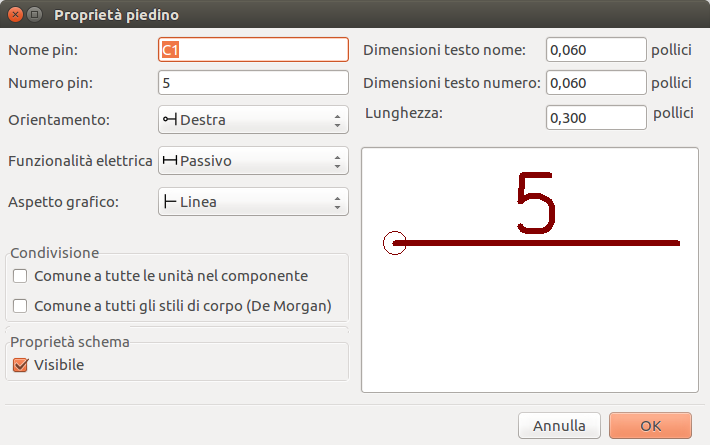 Proprietà piedino
Nome pin: C1
Numero pin: 5
Orientamento: Destra
Funzionalità elettrica Passivo
Aspetto grafico: Linea
Condivisione
Comune a tutte le unità nel componente
Comune a tutti gli stili di corpo (De Morgan)
Proprietà schema
Visibile
Dimensioni testo nome: 0,060 pollici
Dimensioni testo numero: 0,060 pollici
Lunghezza: 0,300 pollici
5
Annulla OK